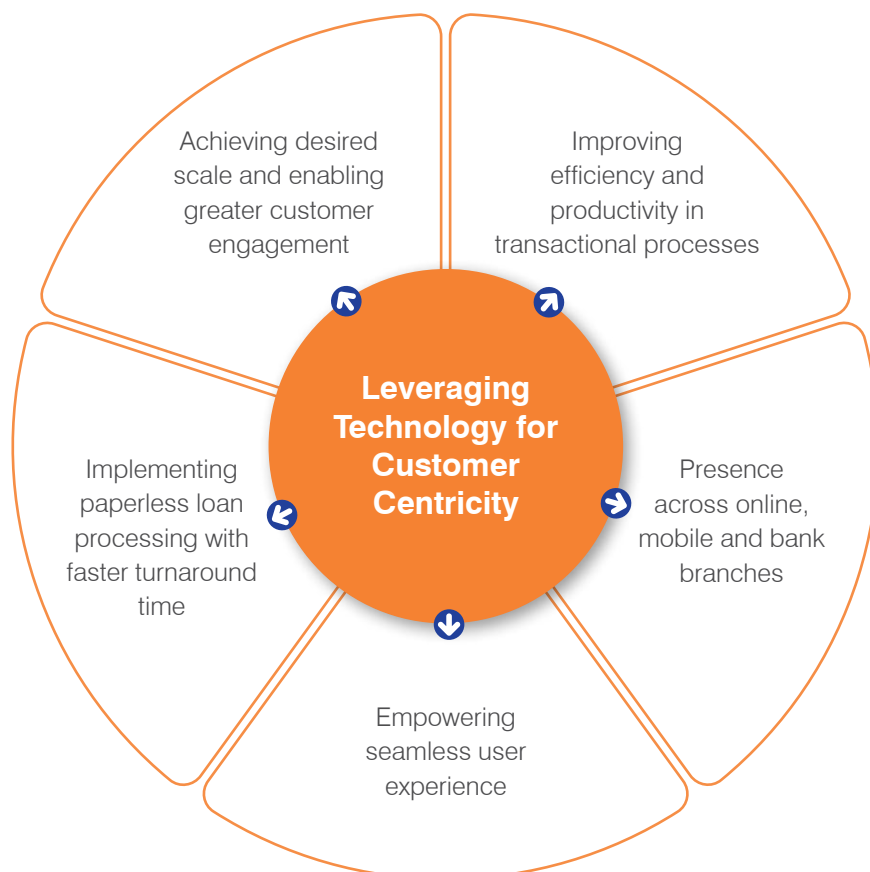 Achieving desired
scale and enabling
greater customer
engagement
Improving
efficiency and
productivity in
transactional processes
Leveraging
Technology for
Customer
Centricity
Implementing
paperless loan
processing with
faster turnaround
time
Presence
across online,
mobile and bank
branches
Empowering
seamless user
experience